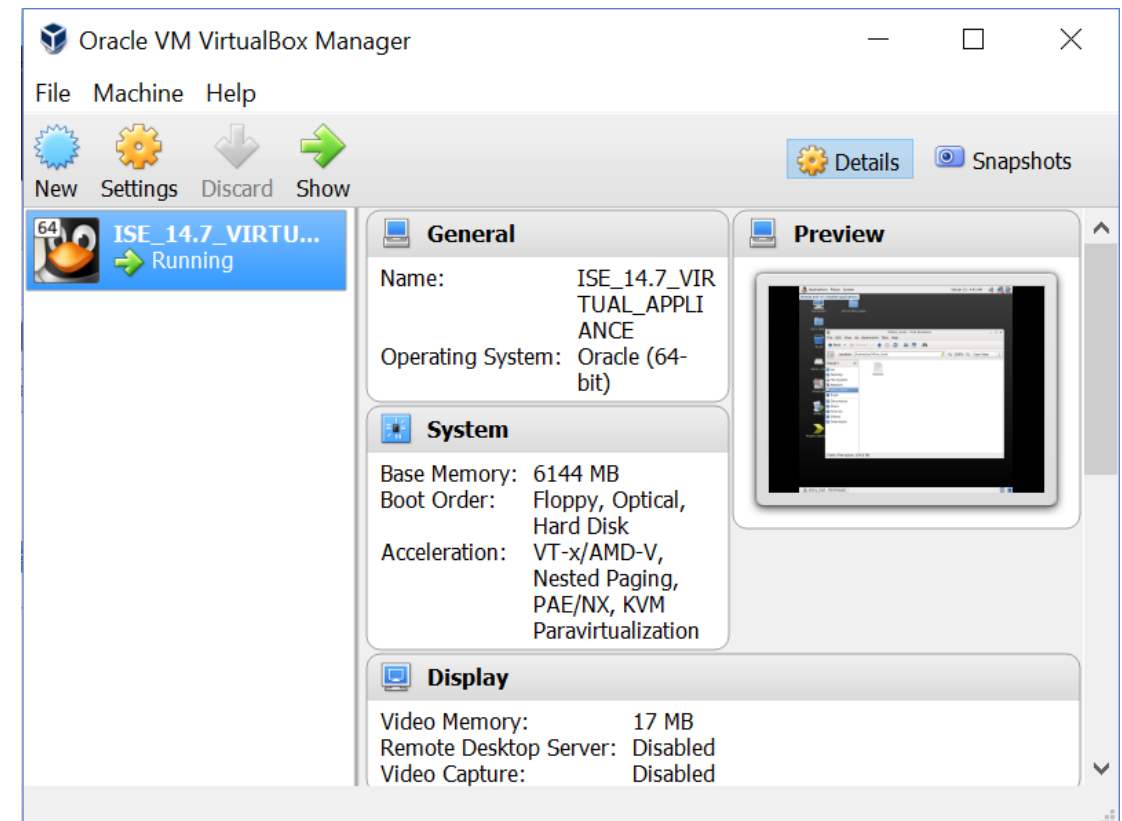 Oracle VM VirtualBox Manager
File Machine Help
New Settings Discard Show
Details Snapshots
64
ISE_14.7_VIRTU...
Running
General
Name: ISE_14.7_VIR
TUAL_APPLI
ANCE
Operating System: Oracle (64-
bit)
Preview
System
Base Memory: 6144 MB
Boot Order: Floppy, Optical,
Hard Disk
Acceleration: VT-x/AMD-V,
Nested Paging,
PAE/NX, KVM
Paravirtualization
Display
Video Memory: 17 MB
Remote Desktop Server: Disabled
Video Capture: Disabled